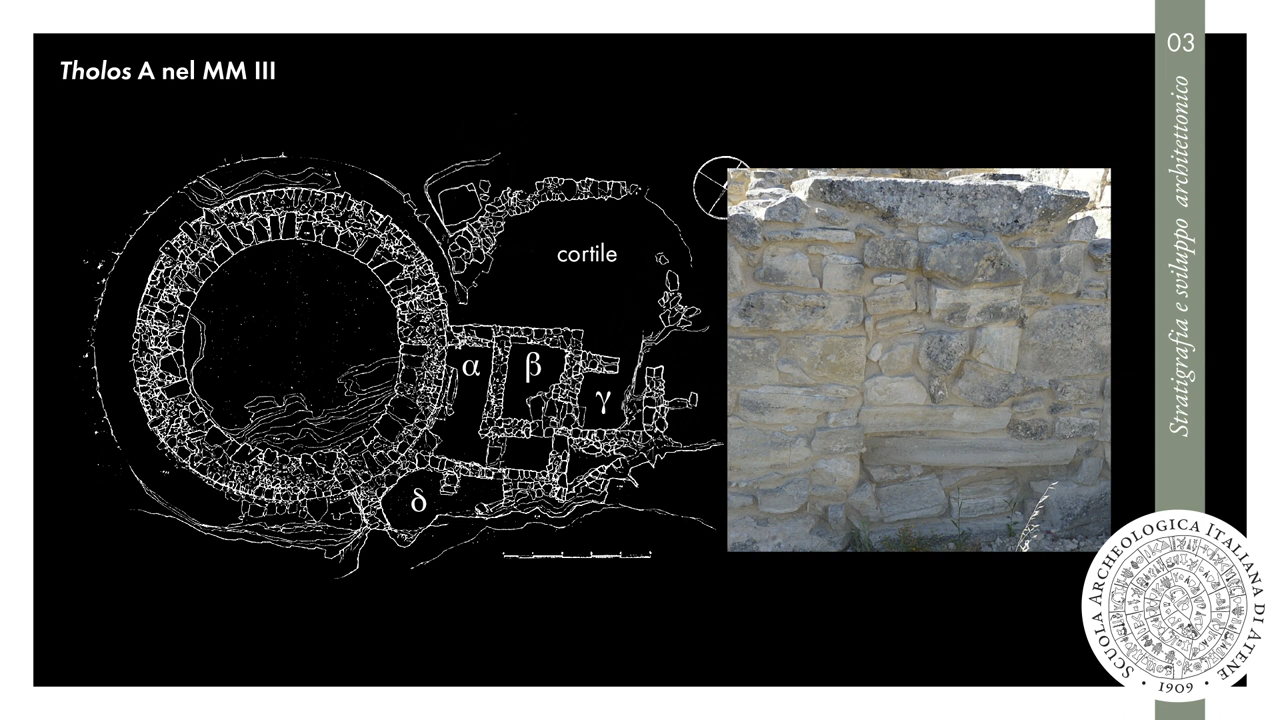 Tholos A nel MM III
cortile
α
β
γ
δ
03
Stratigrafia e sviluppo architettonico
SCUOLA ARCHEOLOGICA ITALIANA DI ATENE
• 1909 •